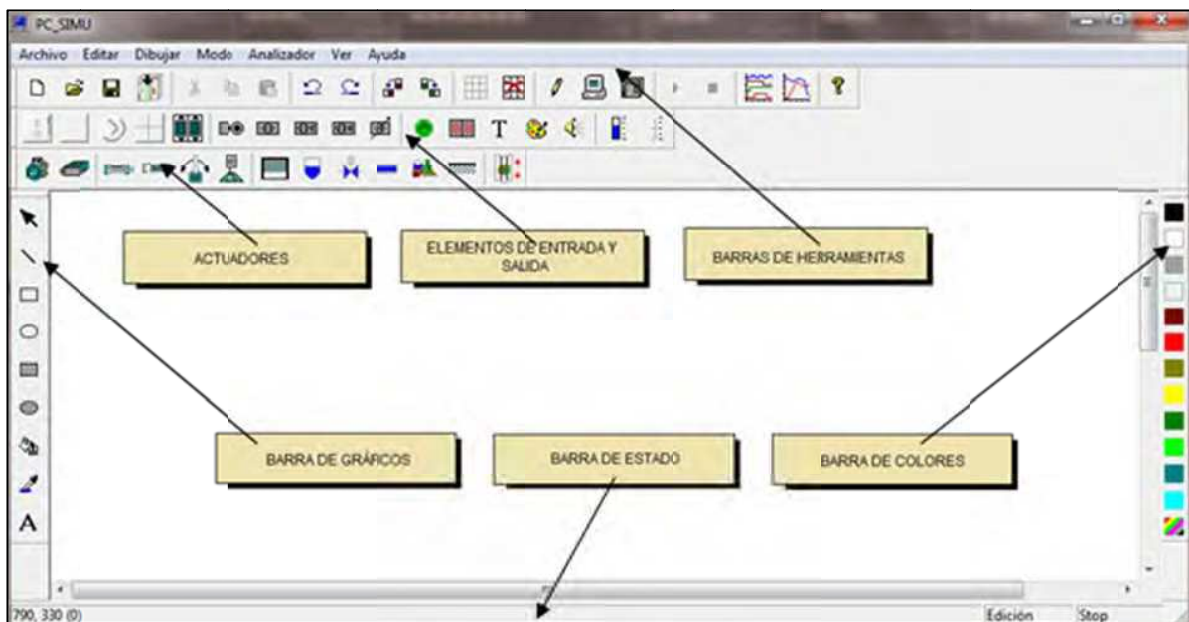 PC_SIMU
Archivo Editar Dibujar Modo Analizador Ver Ayuda
T
ACTUADORES
ELEMENTOS DE ENTRADA Y
SALIDA
BARRAS DE HERRAMIENTAS
BARRA DE GRÁFICOS
BARRA DE ESTADO
BARRA DE COLORES
A
790, 330 (0)
Edición
Stop